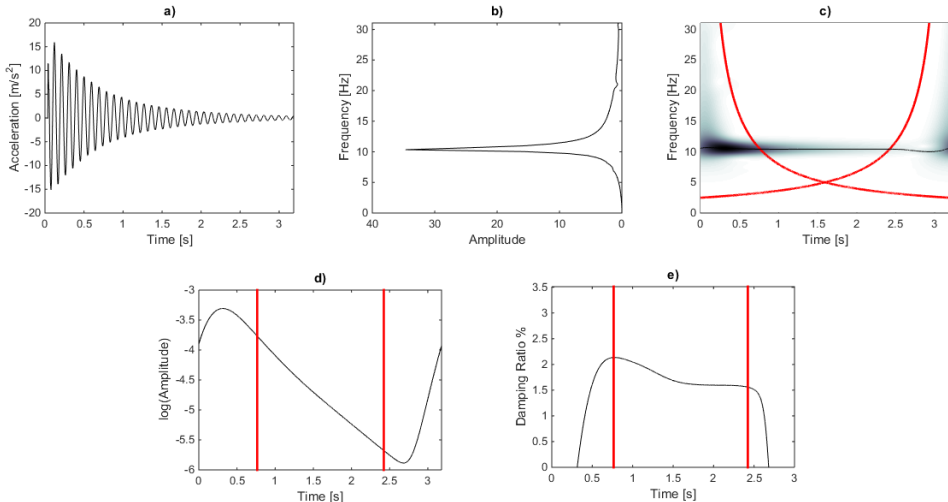 a)
20
15
10
5
0
-5
-10
-15
-20
Acceleration [m/s²]
0 0.5 1 1.5 2 2.5 3
Time [s]
b)
30
25
20
15
10
5
0
Frequency [Hz]
40 30 20 10 0
Amplitude
c)
30
25
20
15
10
5
0
Frequency [Hz]
0 0.5 1 1.5 2 2.5 3
Time [s]
d)
-3
-3.5
-4
-4.5
-5
-5.5
-6
log(Amplitude)
0 0.5 1 1.5 2 2.5 3
Time [s]
e)
3.5
3
2.5
2
1.5
1
0.5
0
Damping Ratio %
0 0.5 1 1.5 2 2.5 3
Time [s]